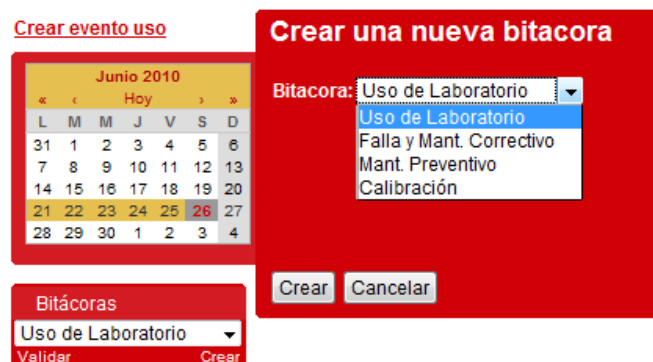 Crear evento uso
Junio 2010
« ‹ Hoy › »
L M M J V S D
31 1 2 3 4 5 6
7 8 9 10 11 12 13
14 15 16 17 18 19 20
21 22 23 24 25 26 27
28 29 30 1 2 3 4
Bitácoras
Uso de Laboratorio
Validar Crear
Crear una nueva bitacora
Bitacora: Uso de Laboratorio
Uso de Laboratorio
Falla y Mant. Correctivo
Mant. Preventivo
Calibración
Crear Cancelar